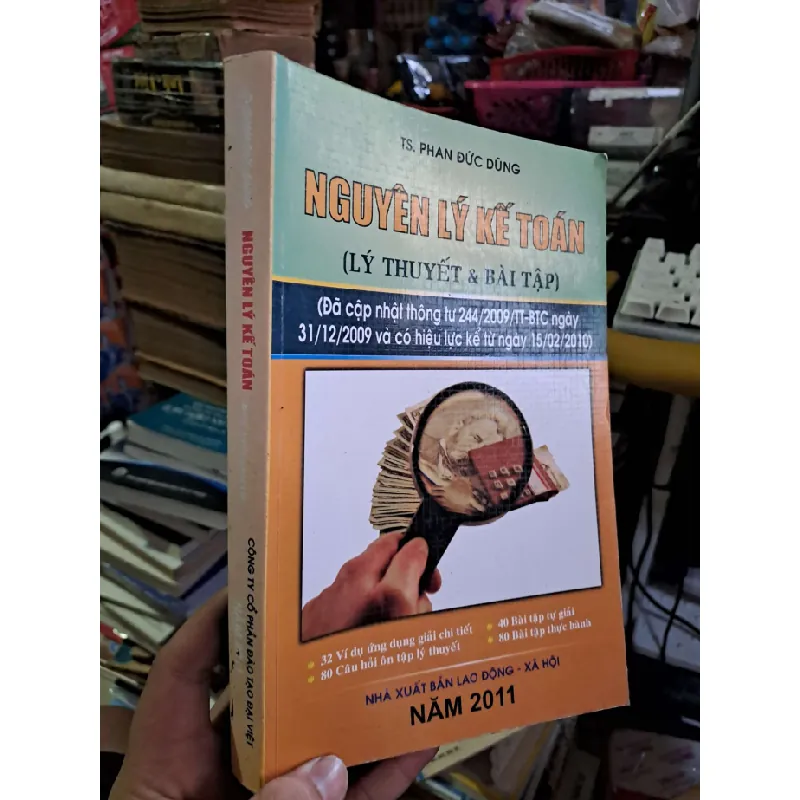 TS. PHAN ĐỨC DŨNG
NGUYÊN LÝ KẾ TOÁN
(LÝ THUYẾT & BÀI TẬP)
(Đã cập nhật thông tư 244/2009/TT-BTC ngày
31/12/2009 và có hiệu lực kể từ ngày 15/02/2010)
• 32 Ví dụ ứng dụng giải chi tiết
• 80 Câu hỏi ôn tập lý thuyết
• 40 Bài tập tự giải
• 80 Bài tập thực hành
NHÀ XUẤT BẢN LAO ĐỘNG - XÃ HỘI
NĂM 2011
NGUYÊN LÝ KẾ TOÁN
CÔNG TY CỔ PHẦN ĐÀO TẠO ĐẠI VIỆT